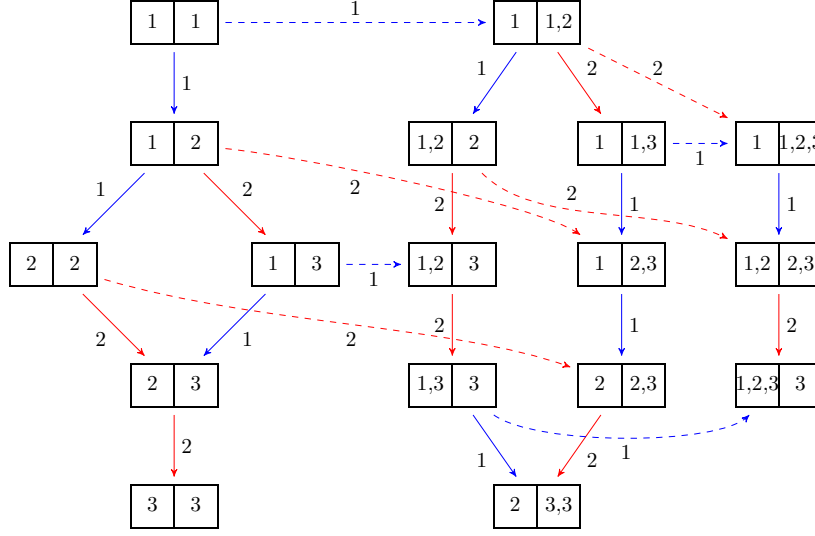 1
1 1 1 1,2
1 1 2 2
1 2 1,2 2 1 1,3 1 1,2,3
1
1 2 2 2 2 1 1
2 2 1 3 1,2 3 1 2,3 1,2 2,3
1
2 1 2 2 1 2
2 3 1,3 3 2 2,3 1,2,3 3
2 1 2 1
3 3 2 3,3